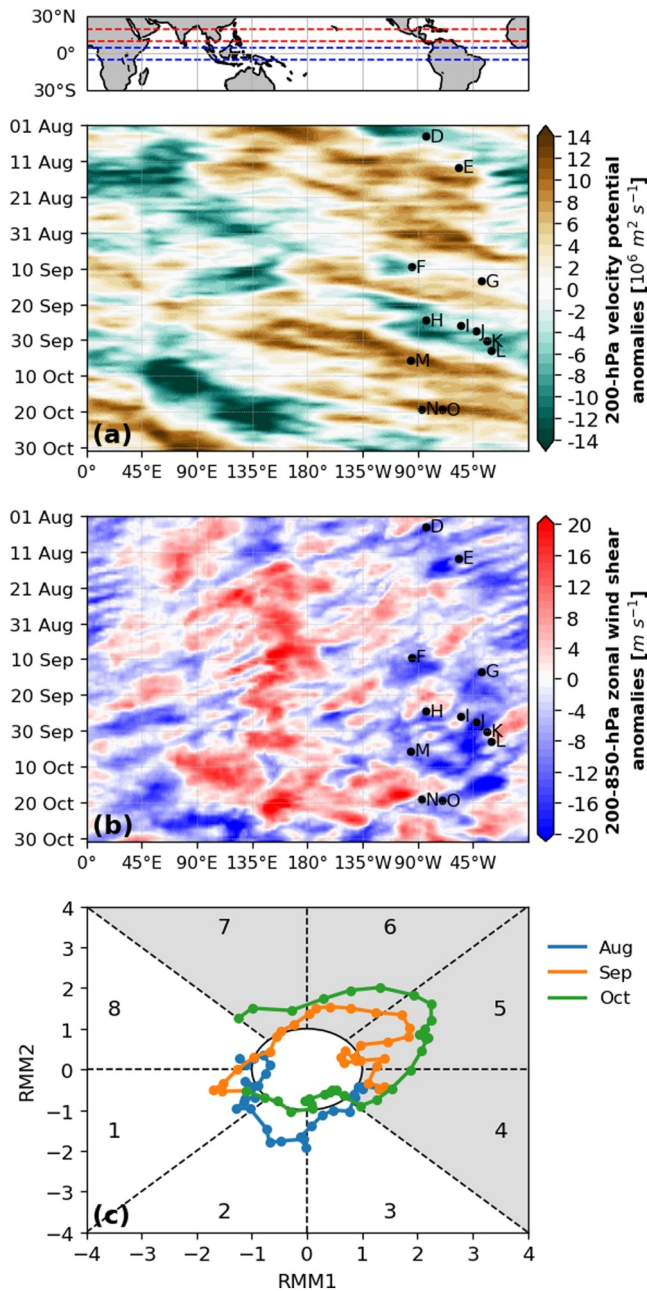 30°N
0°
30°S
01 Aug
11 Aug
21 Aug
31 Aug
10 Sep
20 Sep
30 Sep
10 Oct
20 Oct
30 Oct
D
E
F
G
H
I
J
K
L
M
N
O
(a)
0°
45°E
90°E
135°E
180°
135°W
90°W
45°W
14
12
10
8
6
4
2
0
-2
-4
-6
-8
-10
-12
-14
200-hPa velocity potential
anomalies [10⁶ m² s⁻¹]
01 Aug
11 Aug
21 Aug
31 Aug
10 Sep
20 Sep
30 Sep
10 Oct
20 Oct
30 Oct
D
E
F
G
H
I
J
K
L
M
N
O
(b)
0°
45°E
90°E
135°E
180°
135°W
90°W
45°W
20
16
12
8
4
0
-4
-8
-12
-16
-20
200-850-hPa zonal wind shear
anomalies [m s⁻¹]
4
3
2
1
0
−1
−2
−3
−4
RMM2
7
6
8
5
1
4
2
3
(c)
−4
−3
−2
−1
0
1
2
3
4
RMM1
Aug
Sep
Oct